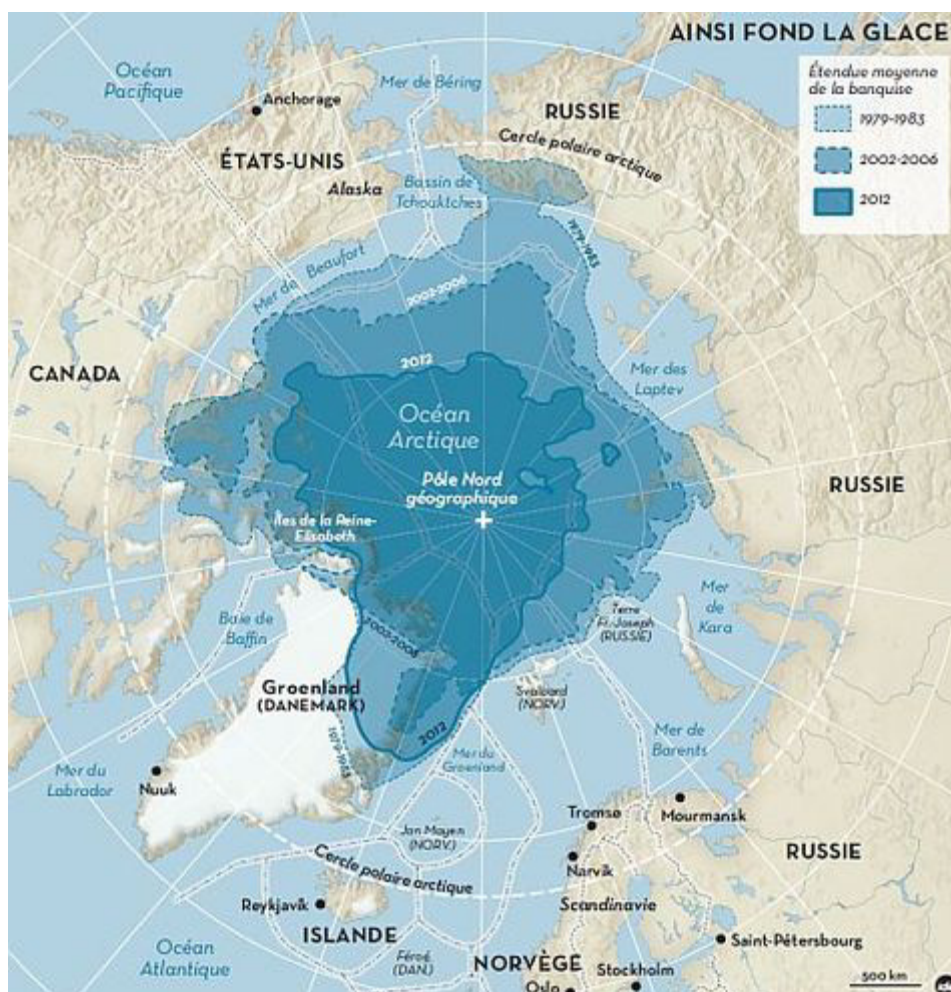 AINSI FOND LA GLACE
Étendue moyenne
de la banquise
1979-1983
2002-2006
2012
Océan
Pacifique
Mer de Béring
Anchorage
RUSSIE
Cercle polaire arctique
ÉTATS-UNIS
Alaska
Bassin de
Tchouktches
1979-1983
Mer de Beaufort
2002-2006
2012
Mer des
Laptev
CANADA
Océan
Arctique
Pôle Nord
géographique
RUSSIE
Îles de la Reine-
Elisabeth
Mer
de
Kara
Terre
Fr.-Joseph
(RUSSIE)
Baie de
Baffin
2002-2006
Groenland
(DANEMARK)
Svalbard
(NORV.)
1979-1983
2012
Mer du
Groenland
Mer de
Barents
Mer du
Labrador
Nuuk
Tromsø
Mourmansk
Jan Mayen
(NORV.)
Cercle polaire arctique
Narvik
RUSSIE
Reykjavík
Scandinavie
ISLANDE
Saint-Pétersbourg
Océan
Atlantique
Féroé
(DAN.)
NORVÈGE
Stockholm
Oslo
500 km